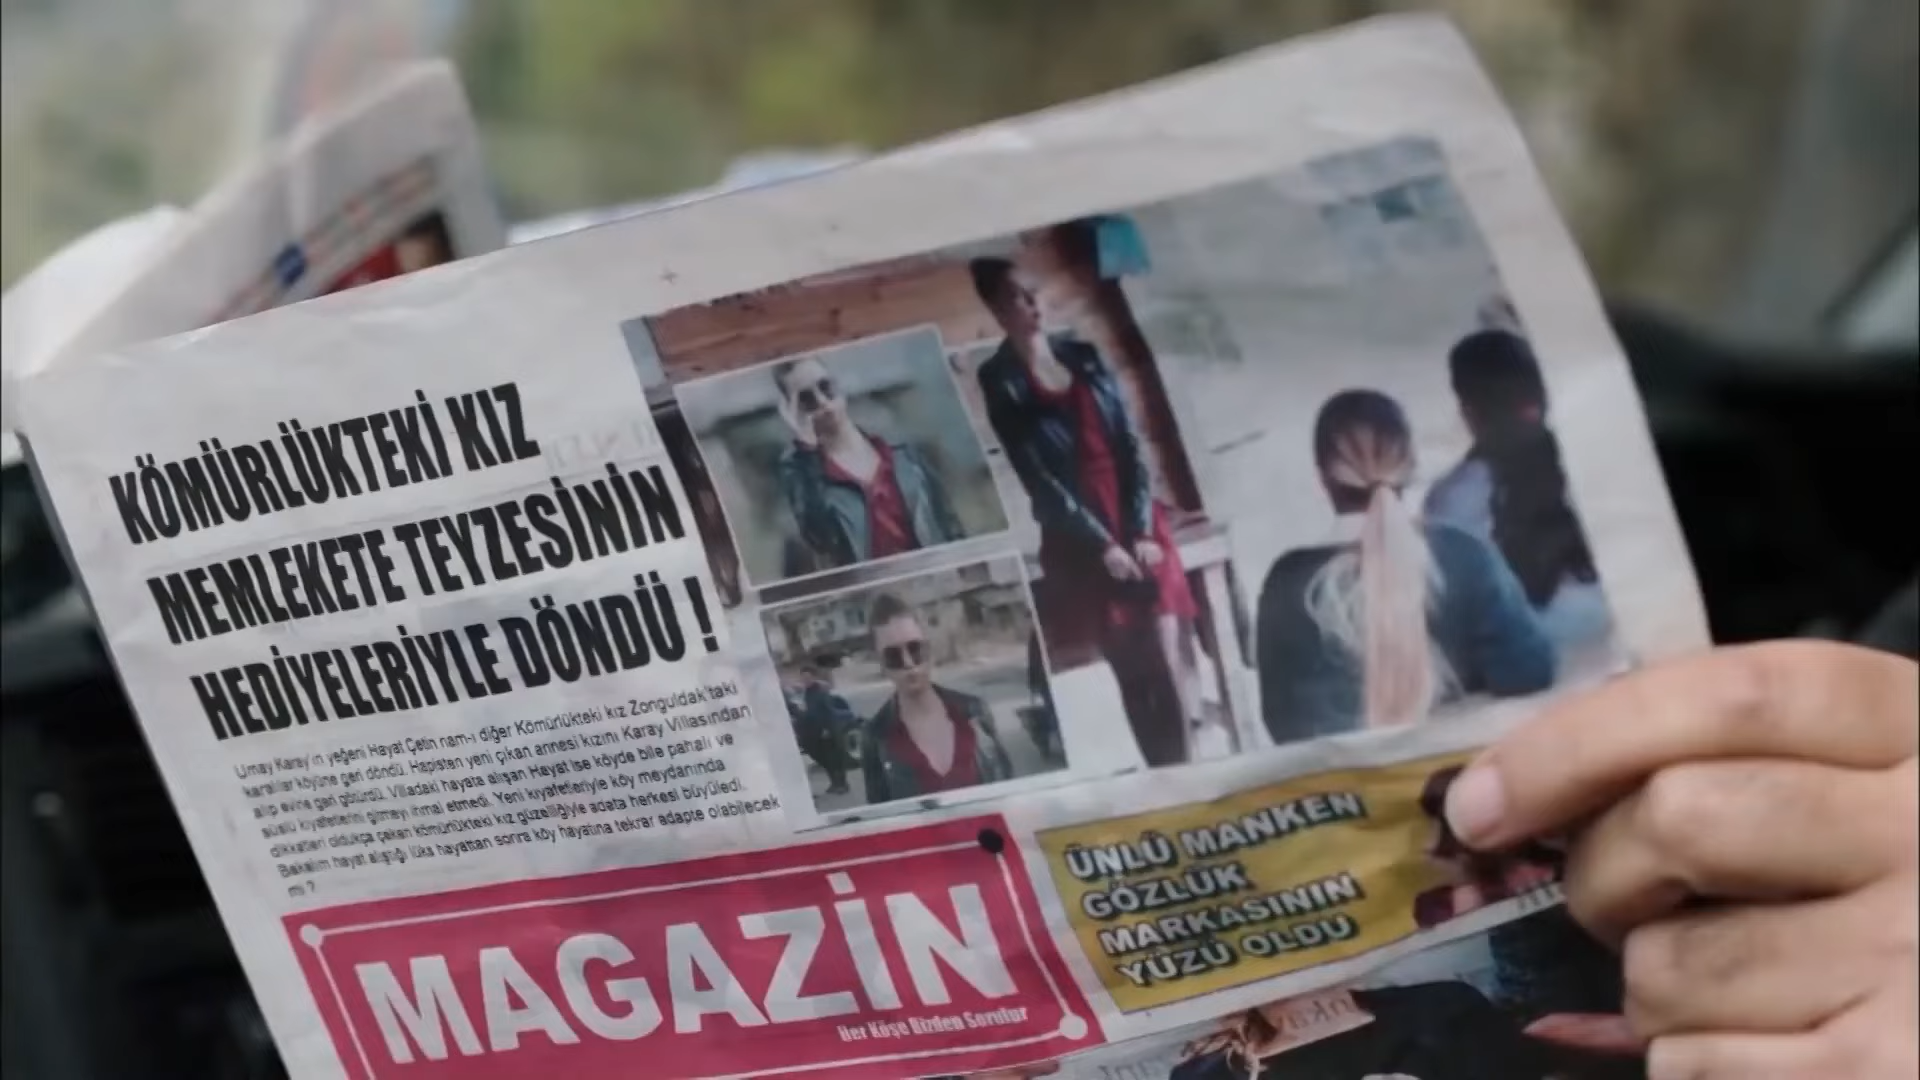 KÖMÜRLÜKTEKİ KIZ
MEMLEKETE TEYZESİNİN
HEDİYELERİYLE DÖNDÜ !
Umay Karay'ın yeğeni Hayat Çetin nam-ı diğer Kömürlükteki kız Zonguldak'taki
karallar köyüne geri döndü. Hapisten yeni çıkan annesi kızını Karay Villasından
alıp evine geri götürdü. Villadaki hayata alışan Hayat ise köyde bile pahalı ve
süslü kıyafetlerini giymeyi ihmal etmedi. Yeni kıyafetleriyle köy meydanında
dikkatleri oldukça çeken kömürlükteki kız güzelliğiyle adata herkesi büyüledi.
Bakalım hayat alıştığı lüks hayattan sonra köy hayatına tekrar adapte olabilecek
mi ?
MAGAZİN
Her Köşe Bizden Sorulur
ÜNLÜ MANKEN
GÖZLÜK
MARKASININ
YÜZÜ OLDU